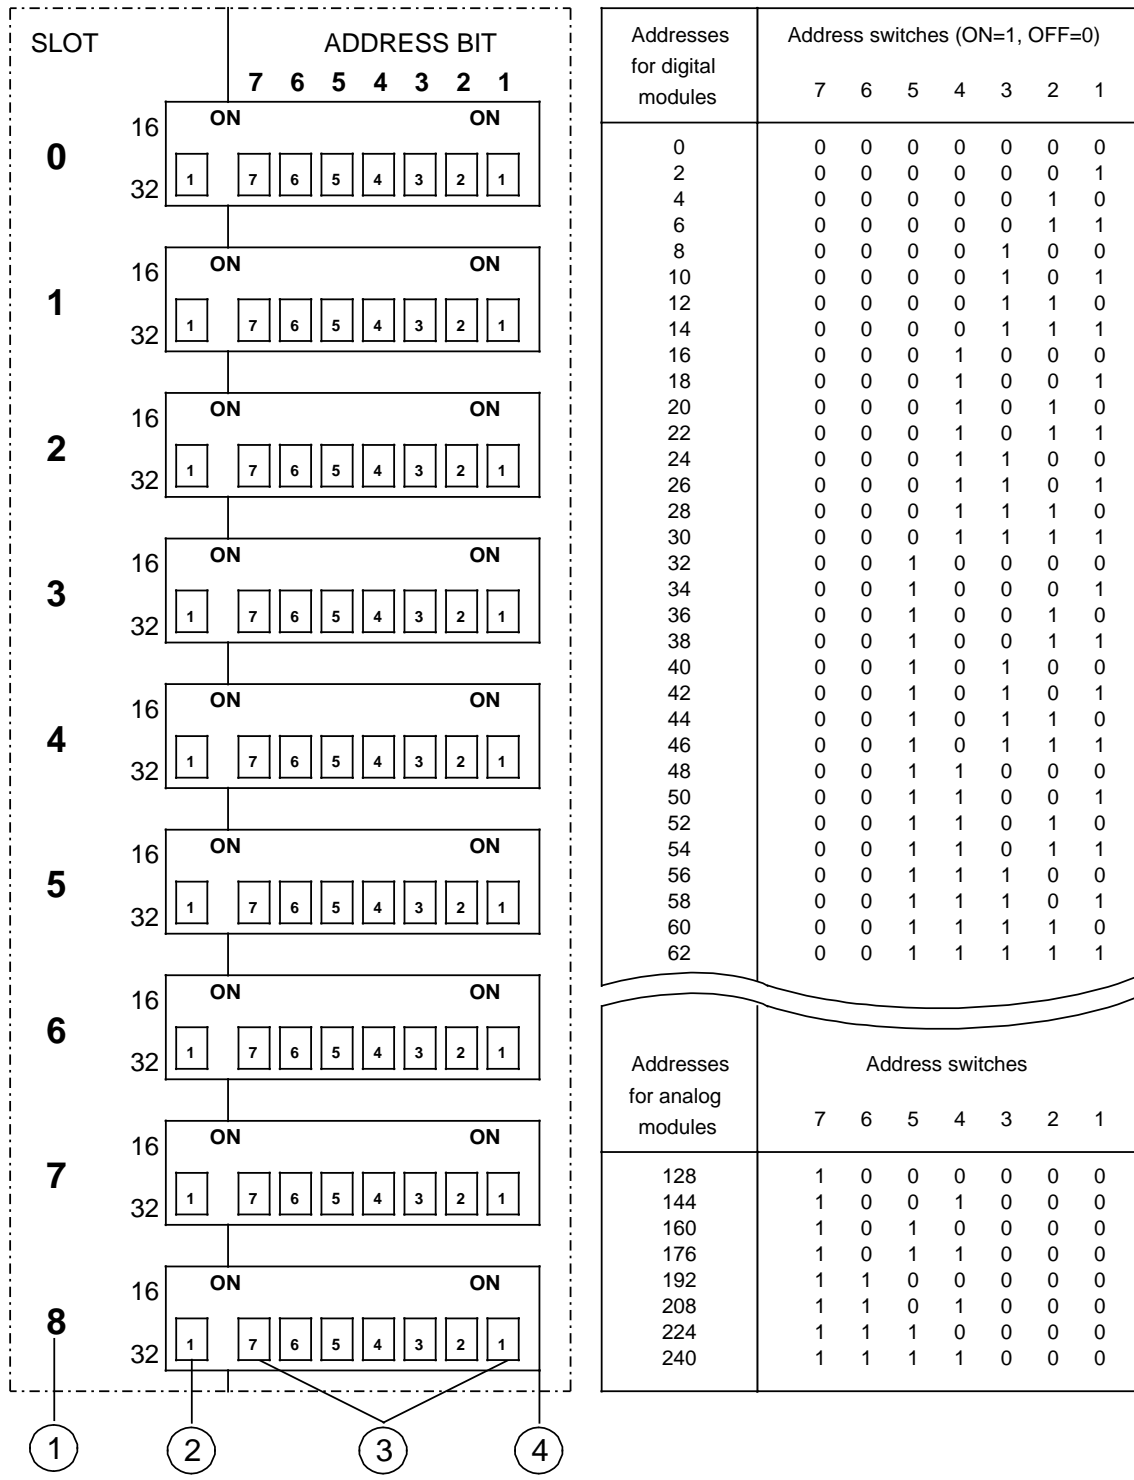 SLOT ADDRESS BIT
7 6 5 4 3 2 1
0 16 ON ON
32 1 7 6 5 4 3 2 1
1 16 ON ON
32 1 7 6 5 4 3 2 1
2 16 ON ON
32 1 7 6 5 4 3 2 1
3 16 ON ON
32 1 7 6 5 4 3 2 1
4 16 ON ON
32 1 7 6 5 4 3 2 1
5 16 ON ON
32 1 7 6 5 4 3 2 1
6 16 ON ON
32 1 7 6 5 4 3 2 1
7 16 ON ON
32 1 7 6 5 4 3 2 1
8 16 ON ON
32 1 7 6 5 4 3 2 1
1 2 3 4
Addresses for digital modules
Address switches (ON=1, OFF=0)
7 6 5 4 3 2 1
0 0 0 0 0 0 0 0
2 0 0 0 0 0 0 1
4 0 0 0 0 0 1 0
6 0 0 0 0 0 1 1
8 0 0 0 0 1 0 0
10 0 0 0 0 1 0 1
12 0 0 0 0 1 1 0
14 0 0 0 0 1 1 1
16 0 0 0 1 0 0 0
18 0 0 0 1 0 0 1
20 0 0 0 1 0 1 0
22 0 0 0 1 0 1 1
24 0 0 0 1 1 0 0
26 0 0 0 1 1 0 1
28 0 0 0 1 1 1 0
30 0 0 0 1 1 1 1
32 0 0 1 0 0 0 0
34 0 0 1 0 0 0 1
36 0 0 1 0 0 1 0
38 0 0 1 0 0 1 1
40 0 0 1 0 1 0 0
42 0 0 1 0 1 0 1
44 0 0 1 0 1 1 0
46 0 0 1 0 1 1 1
48 0 0 1 1 0 0 0
50 0 0 1 1 0 0 1
52 0 0 1 1 0 1 0
54 0 0 1 1 0 1 1
56 0 0 1 1 1 0 0
58 0 0 1 1 1 0 1
60 0 0 1 1 1 1 0
62 0 0 1 1 1 1 1
Addresses for analog modules
Address switches
7 6 5 4 3 2 1
128 1 0 0 0 0 0 0
144 1 0 0 1 0 0 0
160 1 0 1 0 0 0 0
176 1 0 1 1 0 0 0
192 1 1 0 0 0 0 0
208 1 1 0 1 0 0 0
224 1 1 1 0 0 0 0
240 1 1 1 1 0 0 0